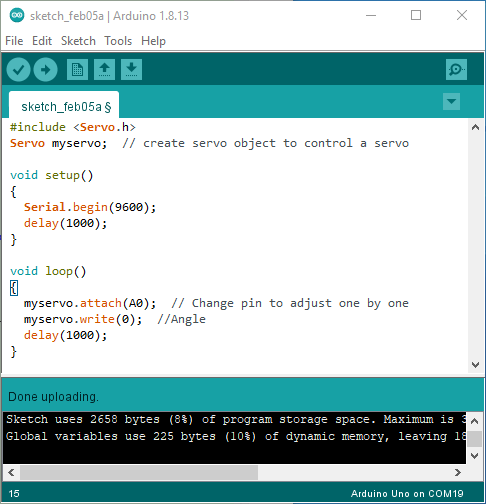 sketch_feb05a | Arduino 1.8.13
File Edit Sketch Tools Help
sketch_feb05a §
#include <Servo.h>
Servo myservo;  // create servo object to control a servo
void setup()
{
  Serial.begin(9600);
  delay(1000);
}
void loop()
{
  myservo.attach(A0);  // Change pin to adjust one by one
  myservo.write(0);  //Angle
  delay(1000);
}
Done uploading.
Sketch uses 2658 bytes (8%) of program storage space. Maximum is 3
Global variables use 225 bytes (10%) of dynamic memory, leaving 18
15 Arduino Uno on COM19